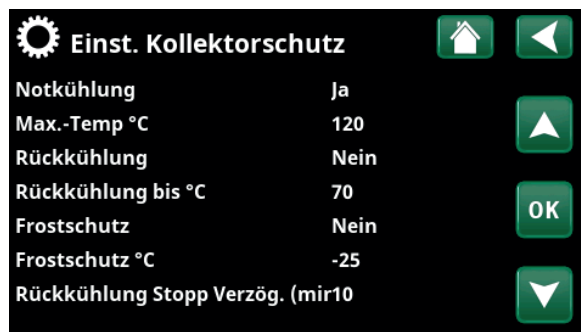 Einst. Kollektorschutz
Notkühlung Ja
Max.-Temp °C 120
Rückkühlung Nein
Rückkühlung bis °C 70
Frostschutz Nein
OK
Frostschutz °C -25
Rückkühlung Stopp Verzög. (mir10